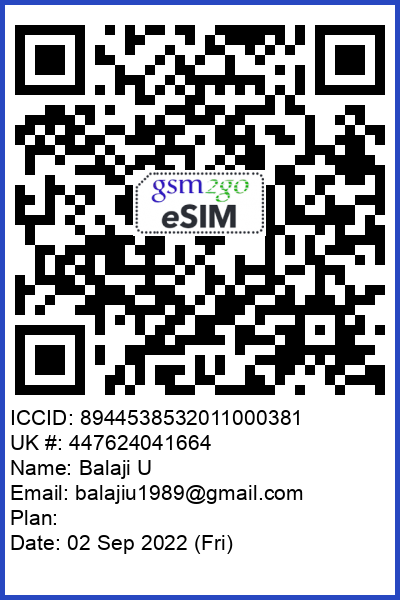 gsm2go
eSIM
ICCID: 8944538532011000381
UK #: 447624041664
Name: Balaji U
Email: balajiu1989@gmail.com
Plan:
Date: 02 Sep 2022 (Fri)